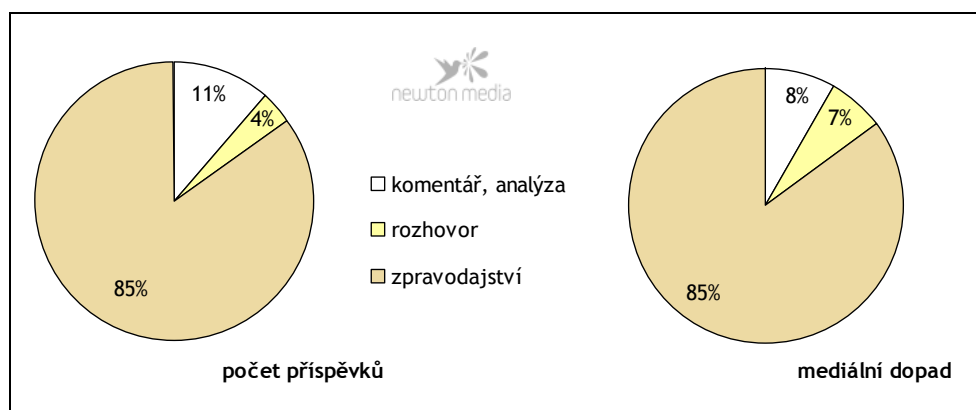 newton media
11%
4%
85%
komentář, analýza
rozhovor
zpravodajství
8%
7%
85%
počet příspěvků
mediální dopad